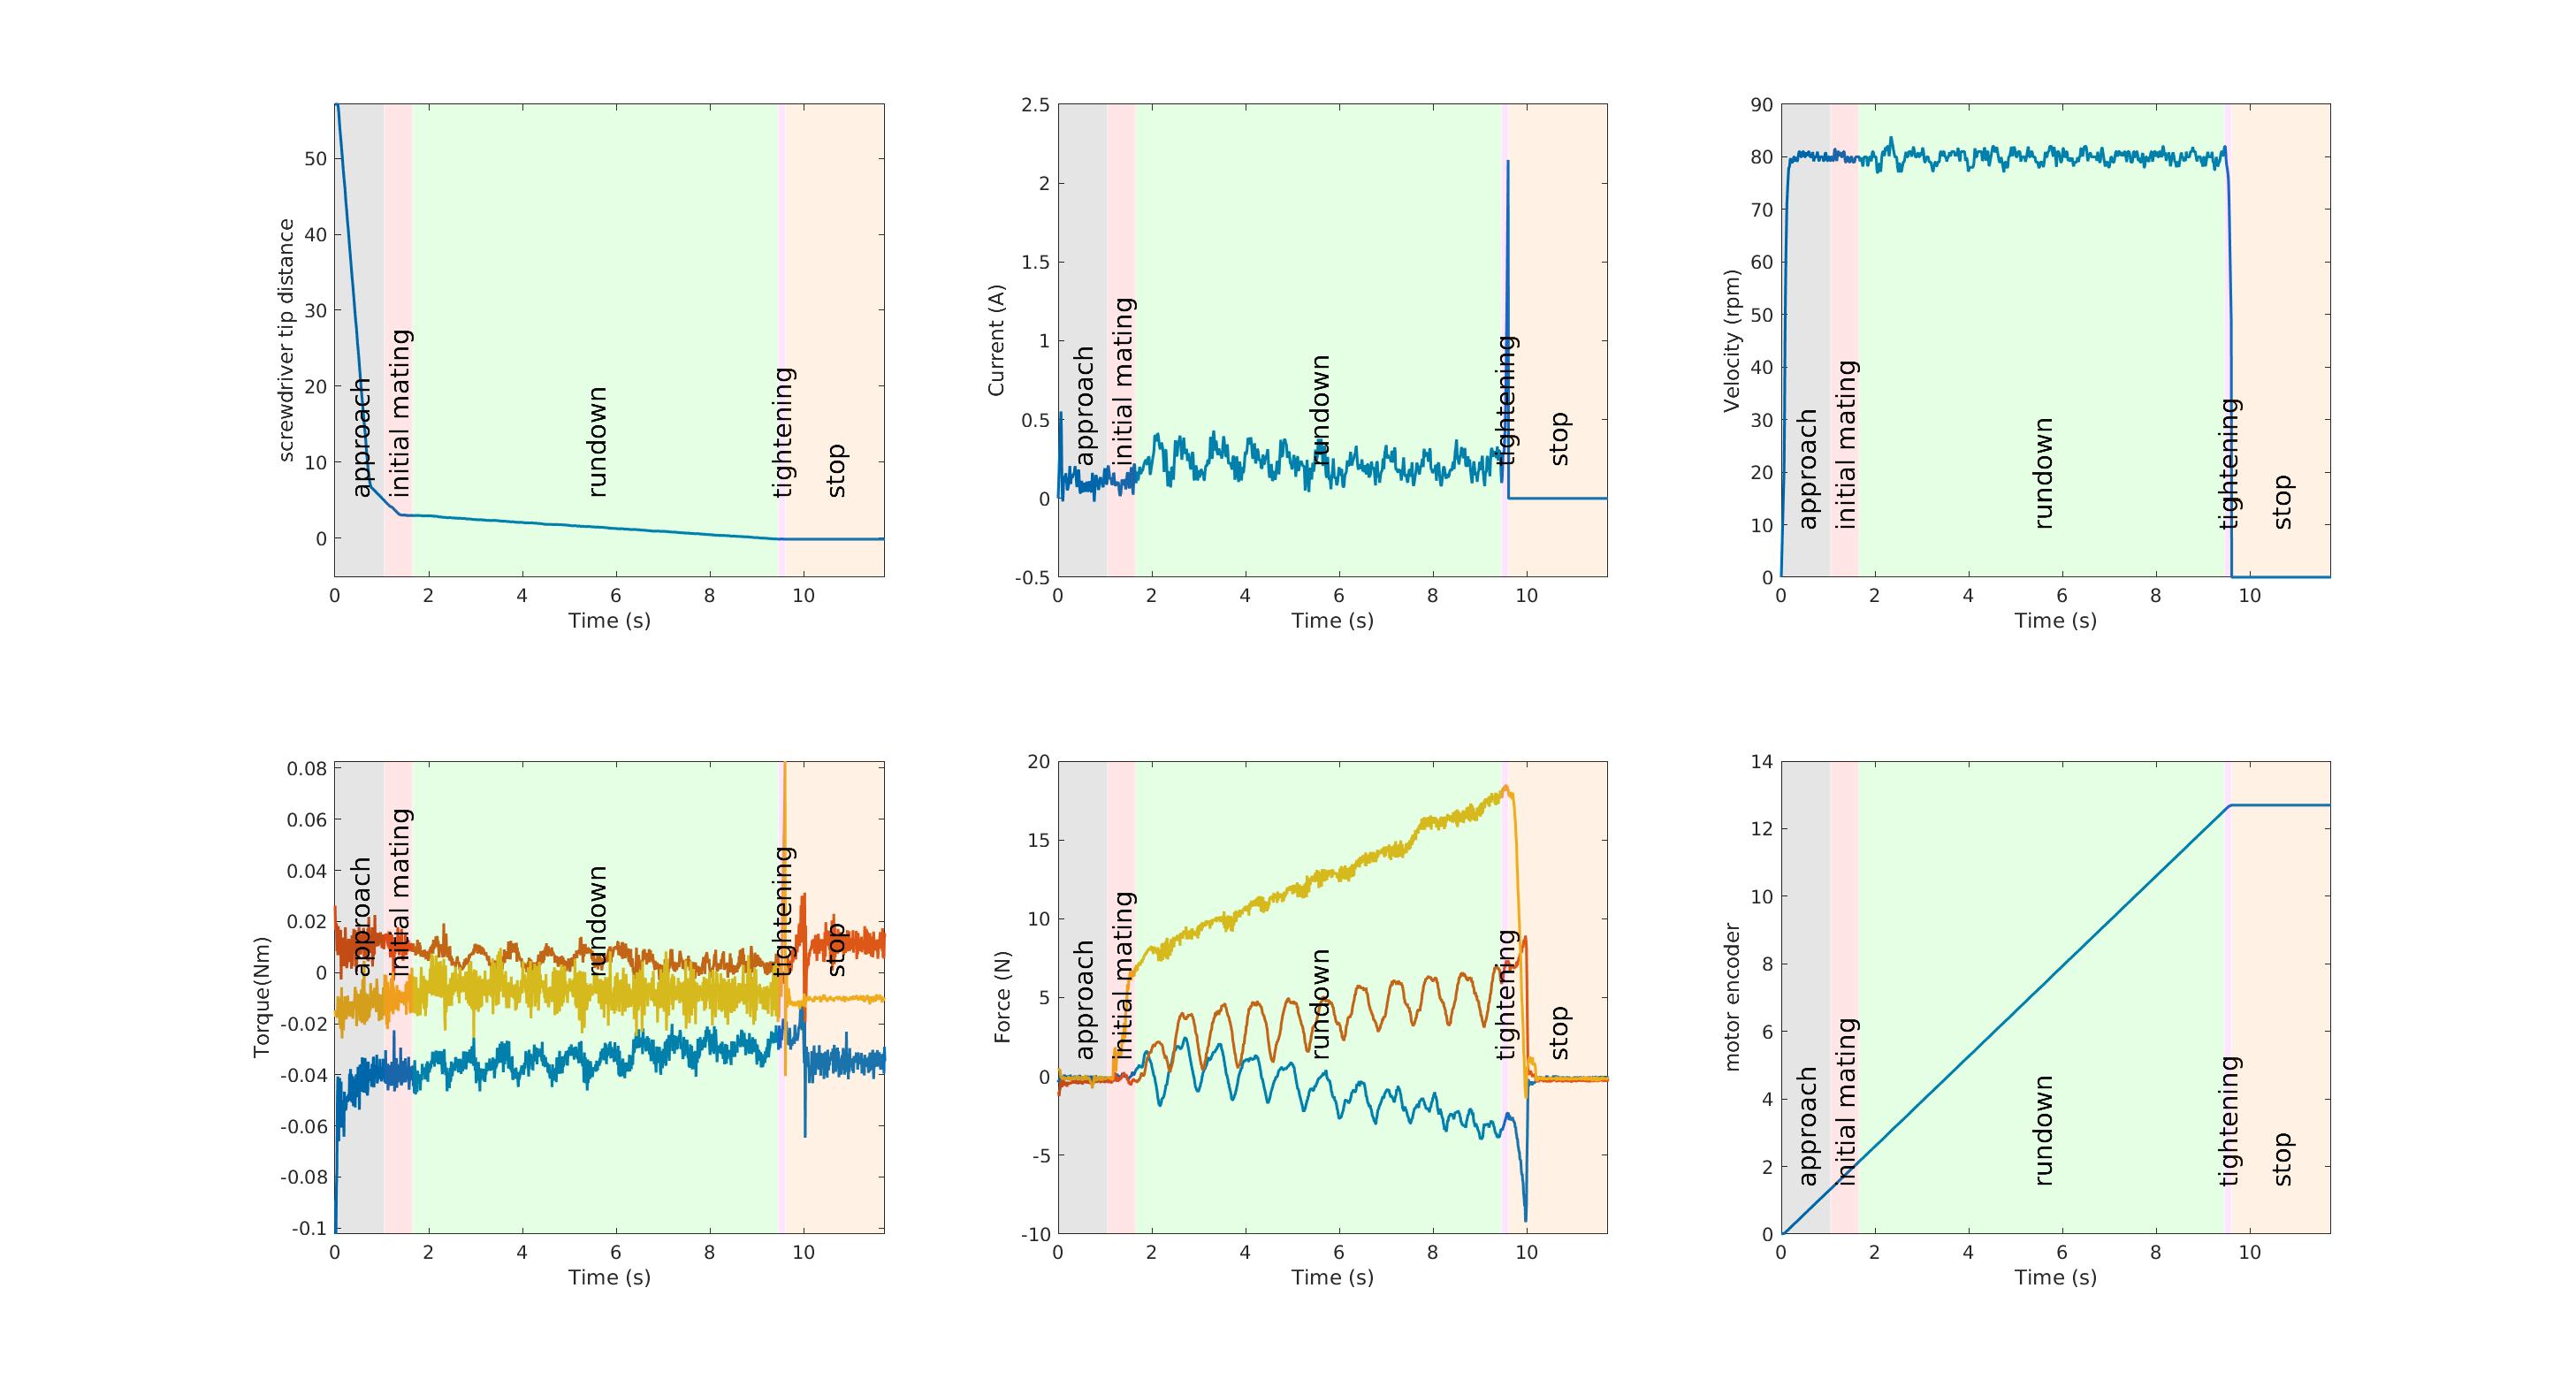 screwdriver tip distance
50
40
30
20
10
0
approach
initial mating
rundown
tightening
stop
0 2 4 6 8 10
Time (s)
Current (A)
2.5
2
1.5
1
0.5
0
-0.5
approach
initial mating
rundown
tightening
stop
0 2 4 6 8 10
Time (s)
Velocity (rpm)
90
80
70
60
50
40
30
20
10
0
approach
initial mating
rundown
tightening
stop
0 2 4 6 8 10
Time (s)
Torque(Nm)
0.08
0.06
0.04
0.02
0
-0.02
-0.04
-0.06
-0.08
-0.1
approach
initial mating
rundown
tightening
stop
0 2 4 6 8 10
Time (s)
Force (N)
20
15
10
5
0
-5
-10
approach
initial mating
rundown
tightening
stop
0 2 4 6 8 10
Time (s)
motor encoder
14
12
10
8
6
4
2
0
approach
initial mating
rundown
tightening
stop
0 2 4 6 8 10
Time (s)